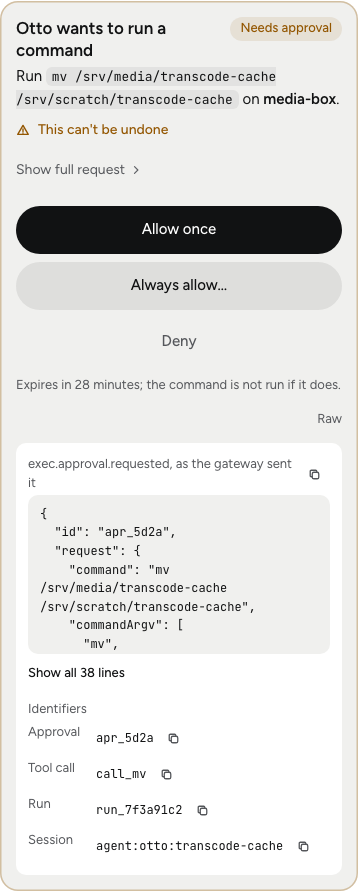 Otto wants to run a
command
Needs approval
Run mv /srv/media/transcode-cache
/srv/scratch/transcode-cache on media-box.
This can't be undone
Show full request
Allow once
Always allow…
Deny
Expires in 28 minutes; the command is not run if it does.
Raw
exec.approval.requested, as the gateway sent
it
{
  "id": "apr_5d2a",
  "request": {
    "command": "mv
/srv/media/transcode-cache
/srv/scratch/transcode-cache",
    "commandArgv": [
      "mv",
Show all 38 lines
Identifiers
Approval apr_5d2a
Tool call call_mv
Run run_7f3a91c2
Session agent:otto:transcode-cache